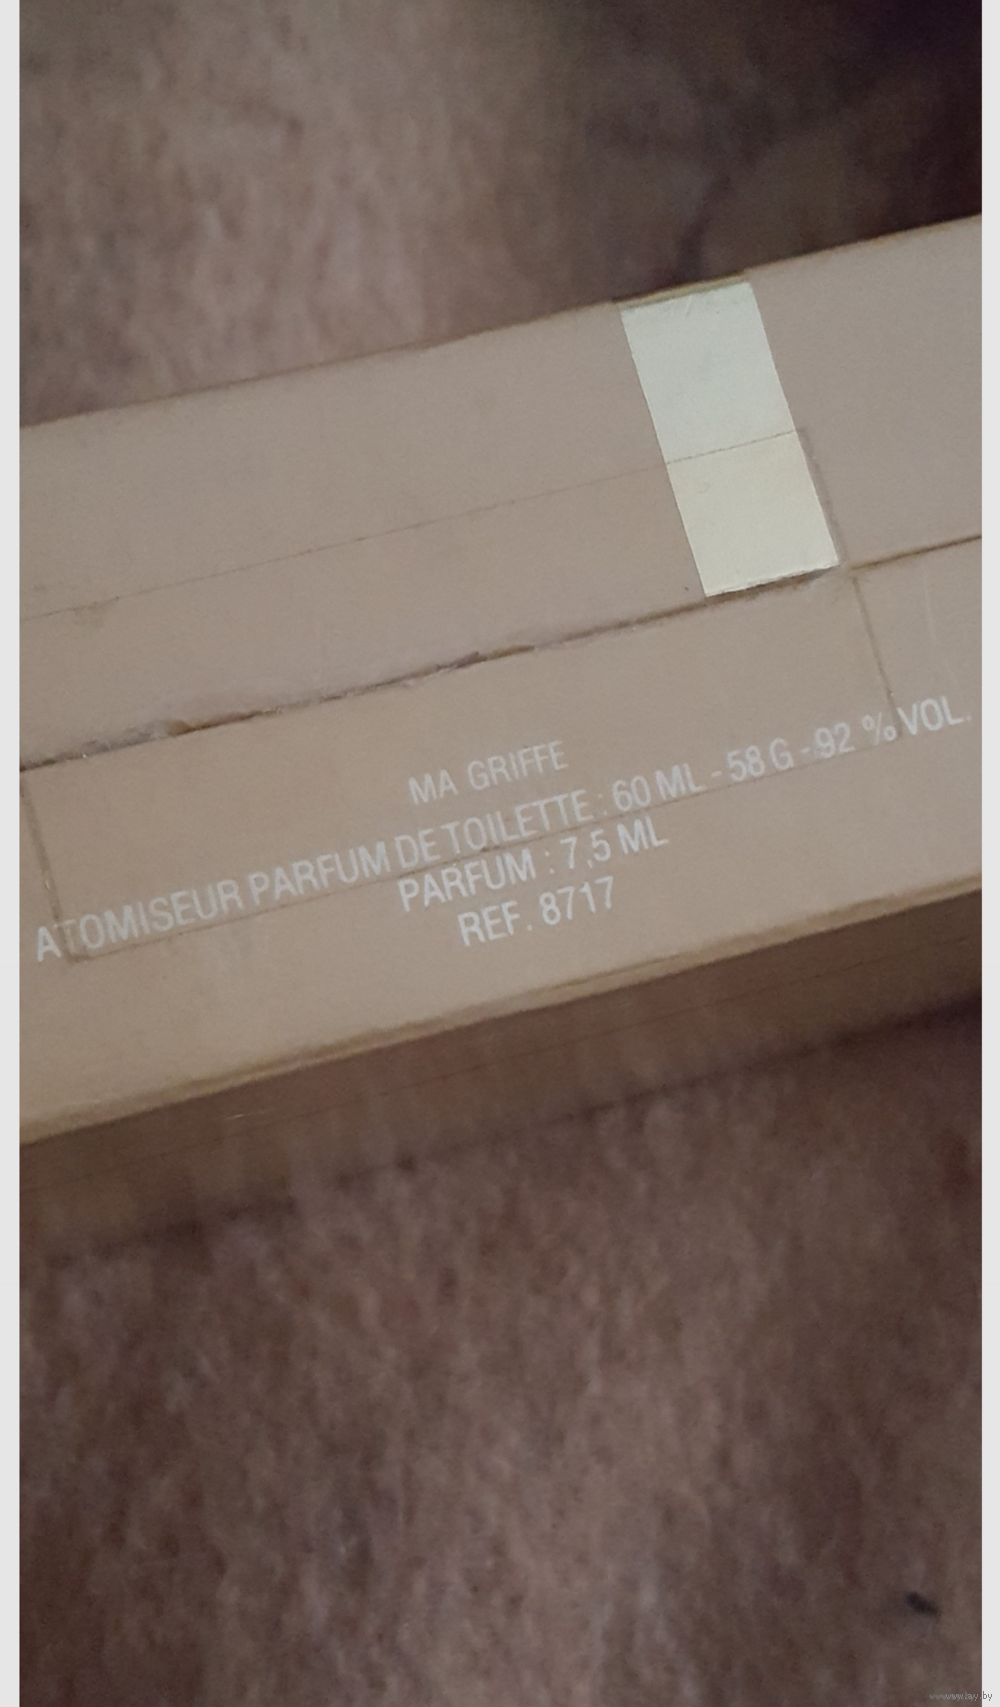 MA GRIFFE
ATOMISEUR PARFUM DE TOILETTE : 60 ML - 58 G - 92 % VOL.
PARFUM : 7,5 ML
REF. 8717